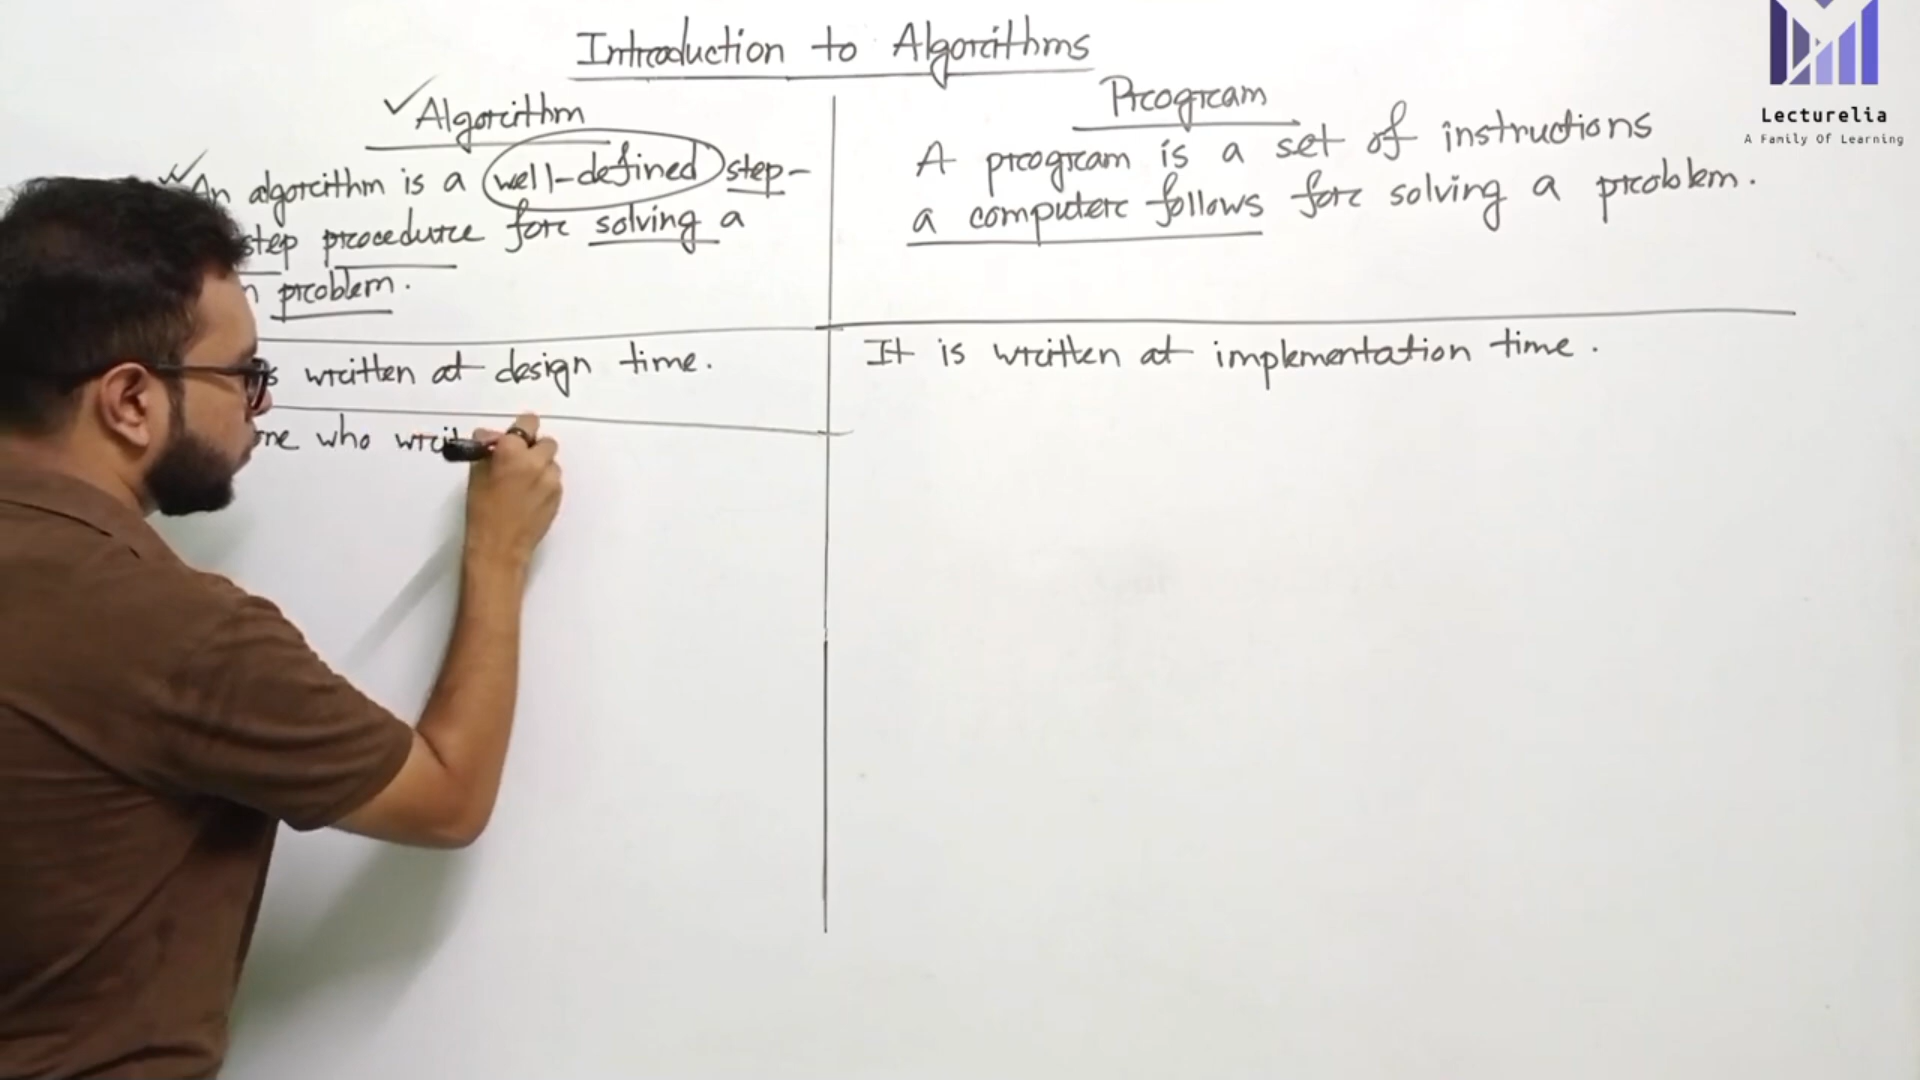 Introduction to Algorithms
Algorithm
An algorithm is a well-defined step-
step procedure for solving a
problem.
written at design time.
who
Program
A program is a set of instructions
a computer follows for solving a problem.
It is written at implementation time.
Lecturelia
A Family Of Learning